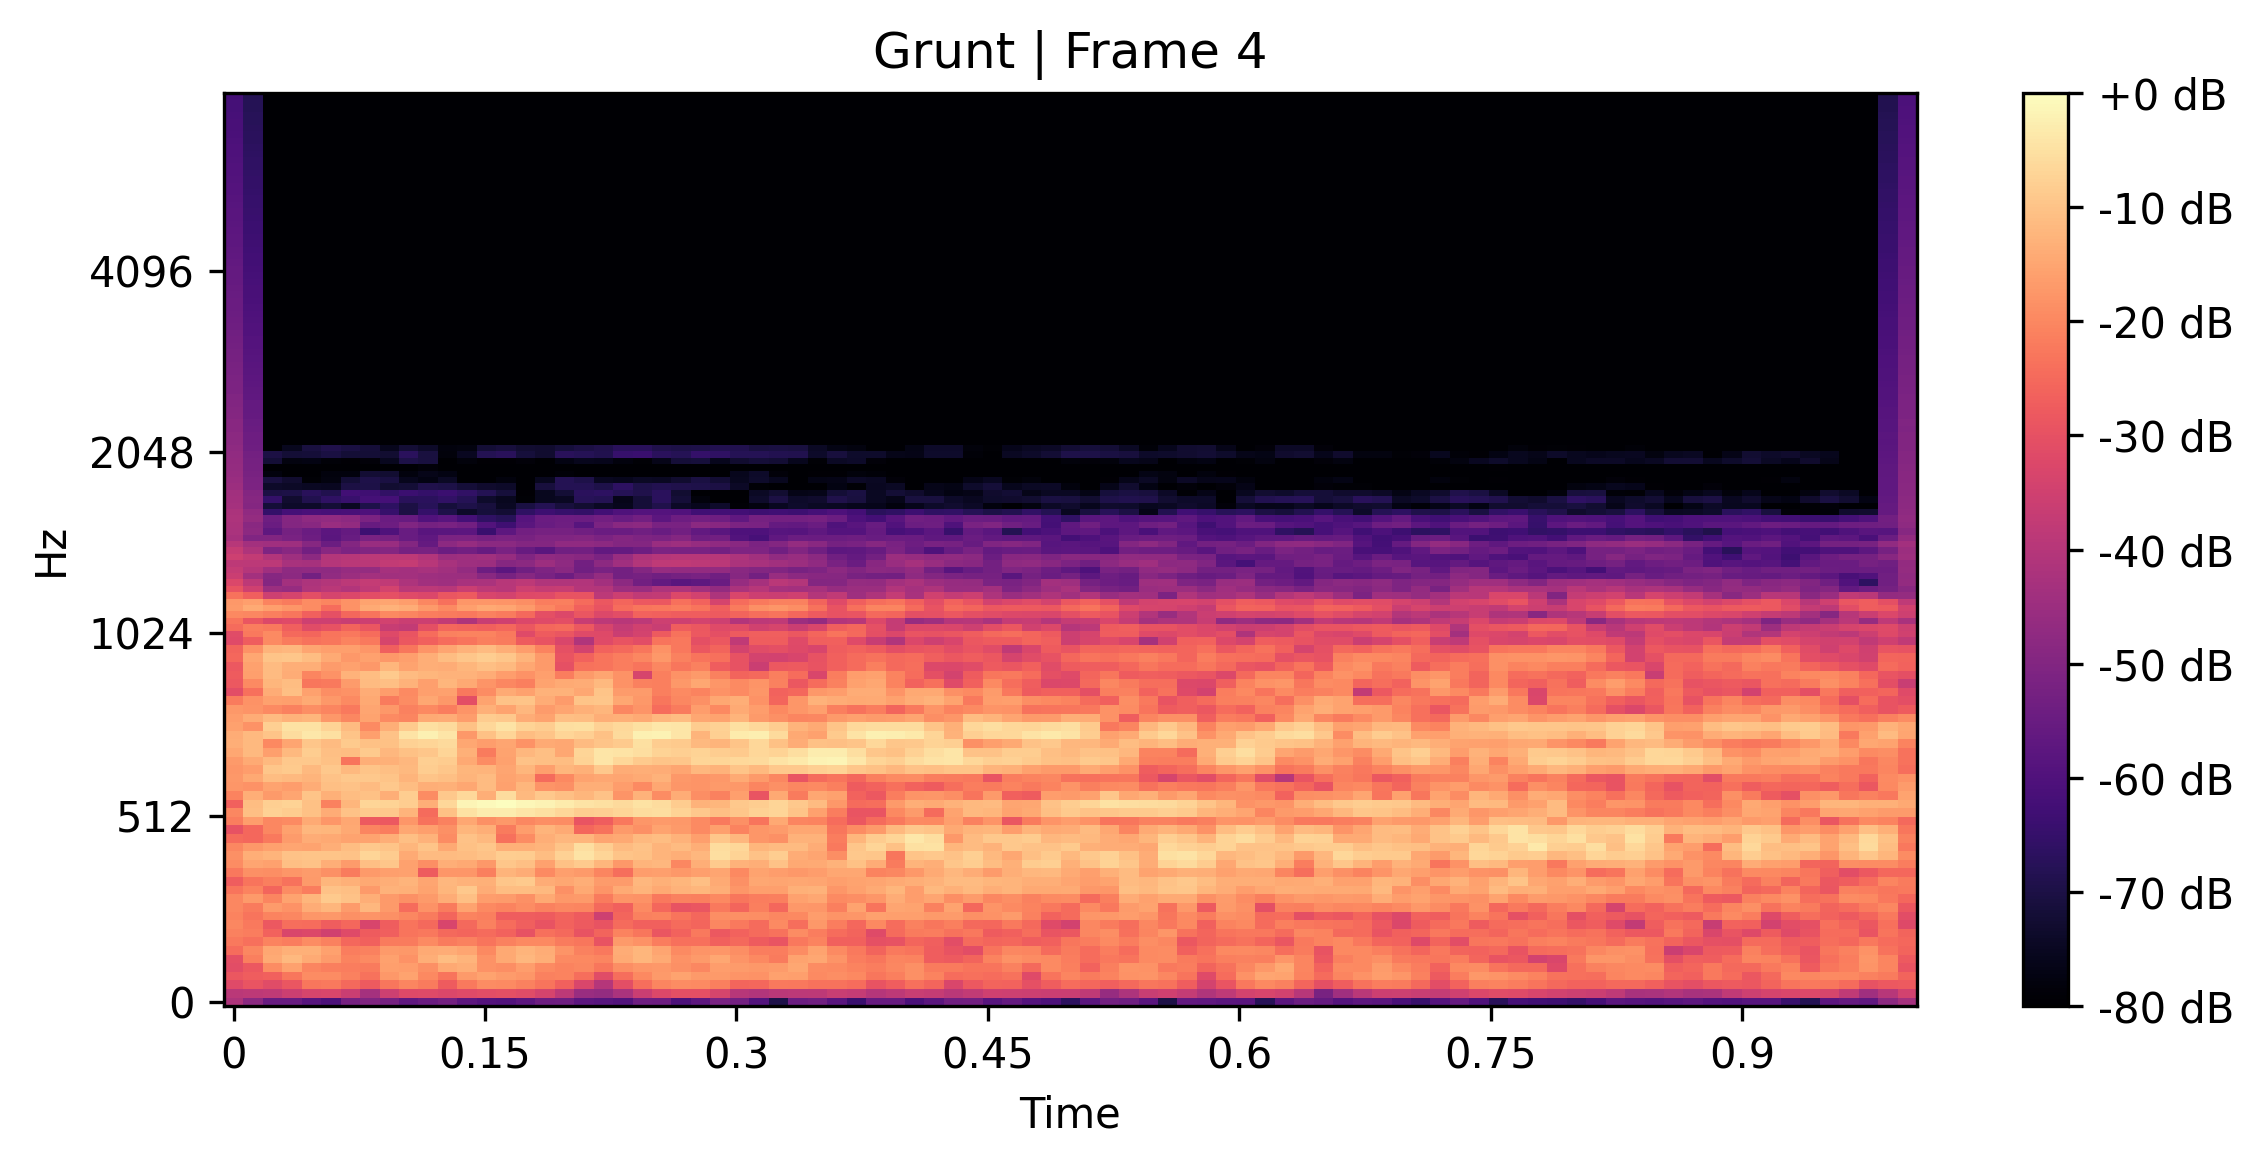 Grunt | Frame 4
+0 dB
-10 dB
-20 dB
-30 dB
-40 dB
-50 dB
-60 dB
-70 dB
-80 dB
Hz
4096
2048
1024
512
0
0 0.15 0.3 0.45 0.6 0.75 0.9
Time